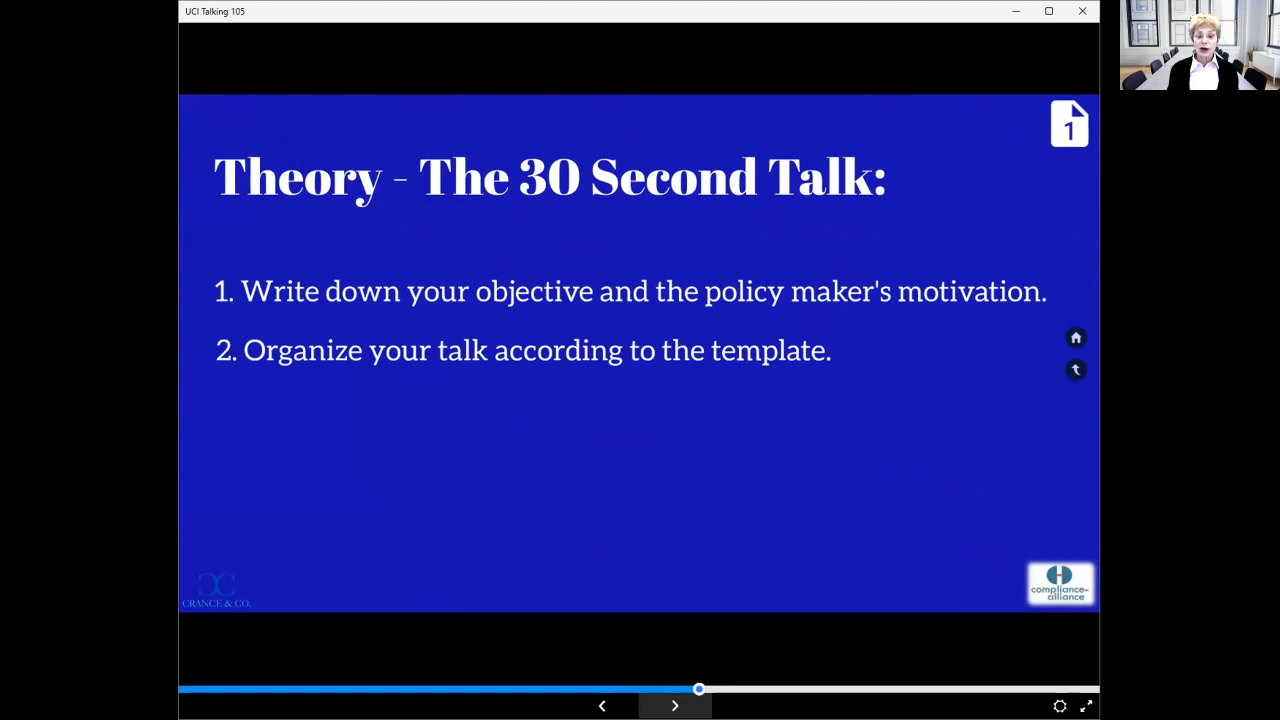 UCI Talking 105
1
Theory - The 30 Second Talk:
1. Write down your objective and the policy maker's motivation.
2. Organize your talk according to the template.
CRANCE & CO.
compliance-
alliance